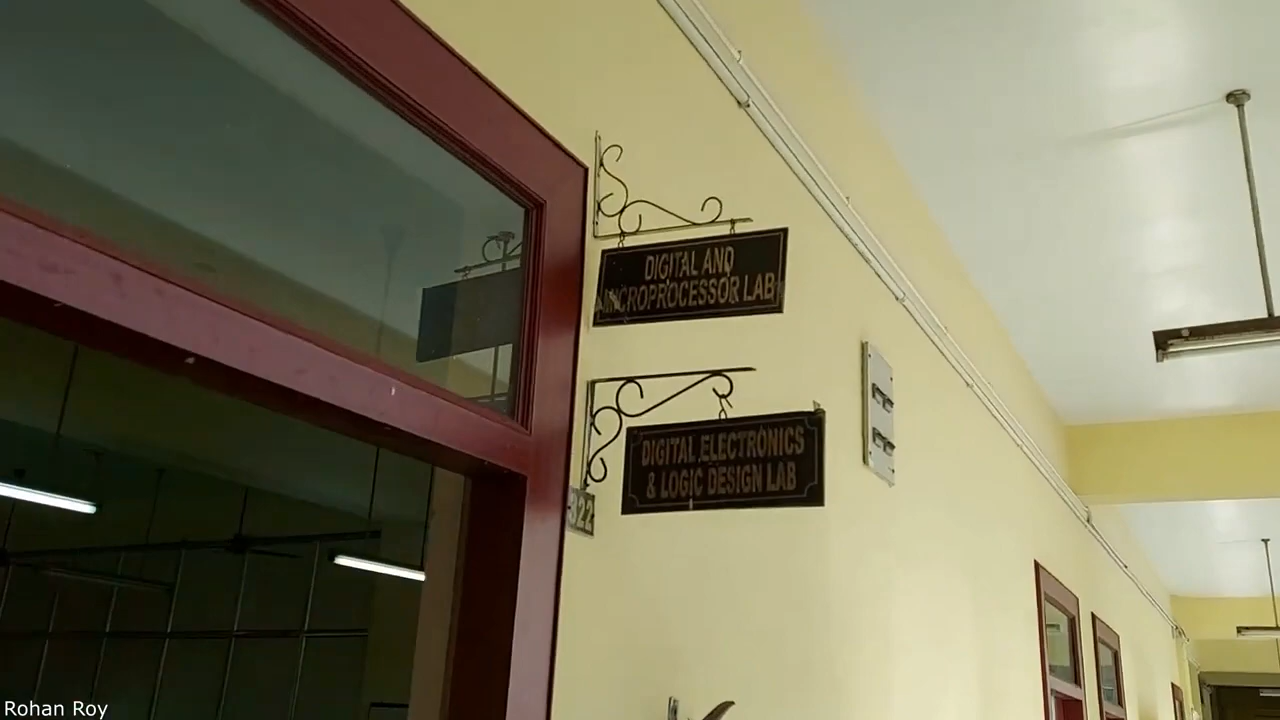 DIGITAL AND
MICROPROCESSOR LAB
DIGITAL ELECTRONICS
& LOGIC DESIGN LAB
322
Rohan Roy